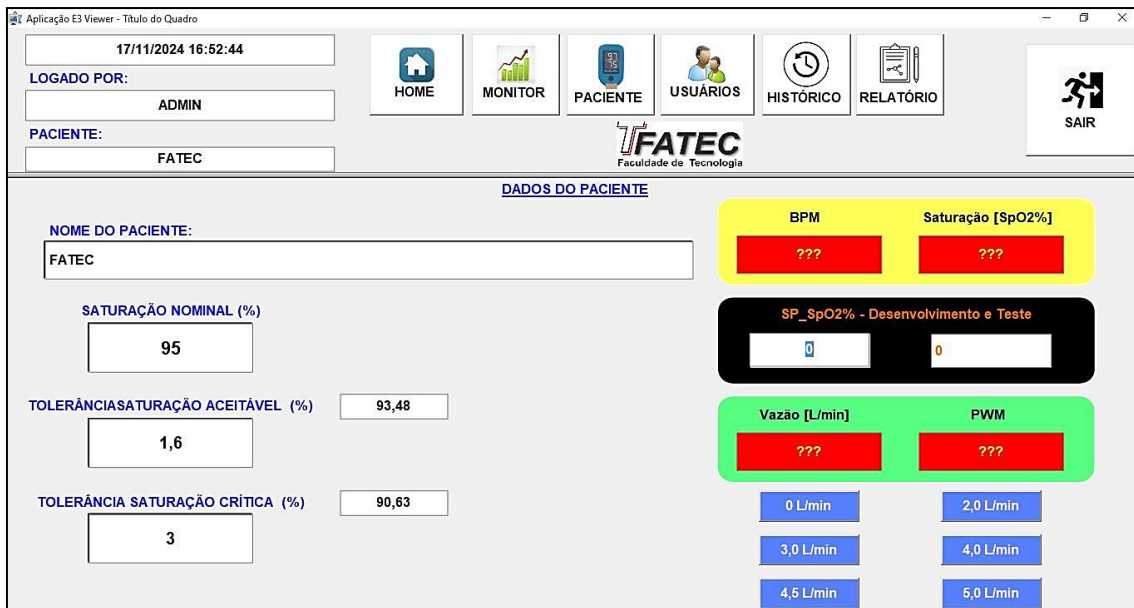 Aplicação E3 Viewer - Título do Quadro
17/11/2024 16:52:44
LOGADO POR:
ADMIN
PACIENTE:
FATEC
HOME
MONITOR
PACIENTE
USUÁRIOS
HISTÓRICO
RELATÓRIO
SAIR
FATEC
Faculdade de Tecnologia
DADOS DO PACIENTE
NOME DO PACIENTE:
FATEC
SATURAÇÃO NOMINAL (%)
95
TOLERÂNCIASATURAÇÃO ACEITÁVEL (%)
93,48
1,6
TOLERÂNCIA SATURAÇÃO CRÍTICA (%)
90,63
3
BPM
Saturação [SpO2%]
???
???
SP_SpO2% - Desenvolvimento e Teste
0
0
Vazão [L/min]
PWM
???
???
0 L/min
2,0 L/min
3,0 L/min
4,0 L/min
4,5 L/min
5,0 L/min